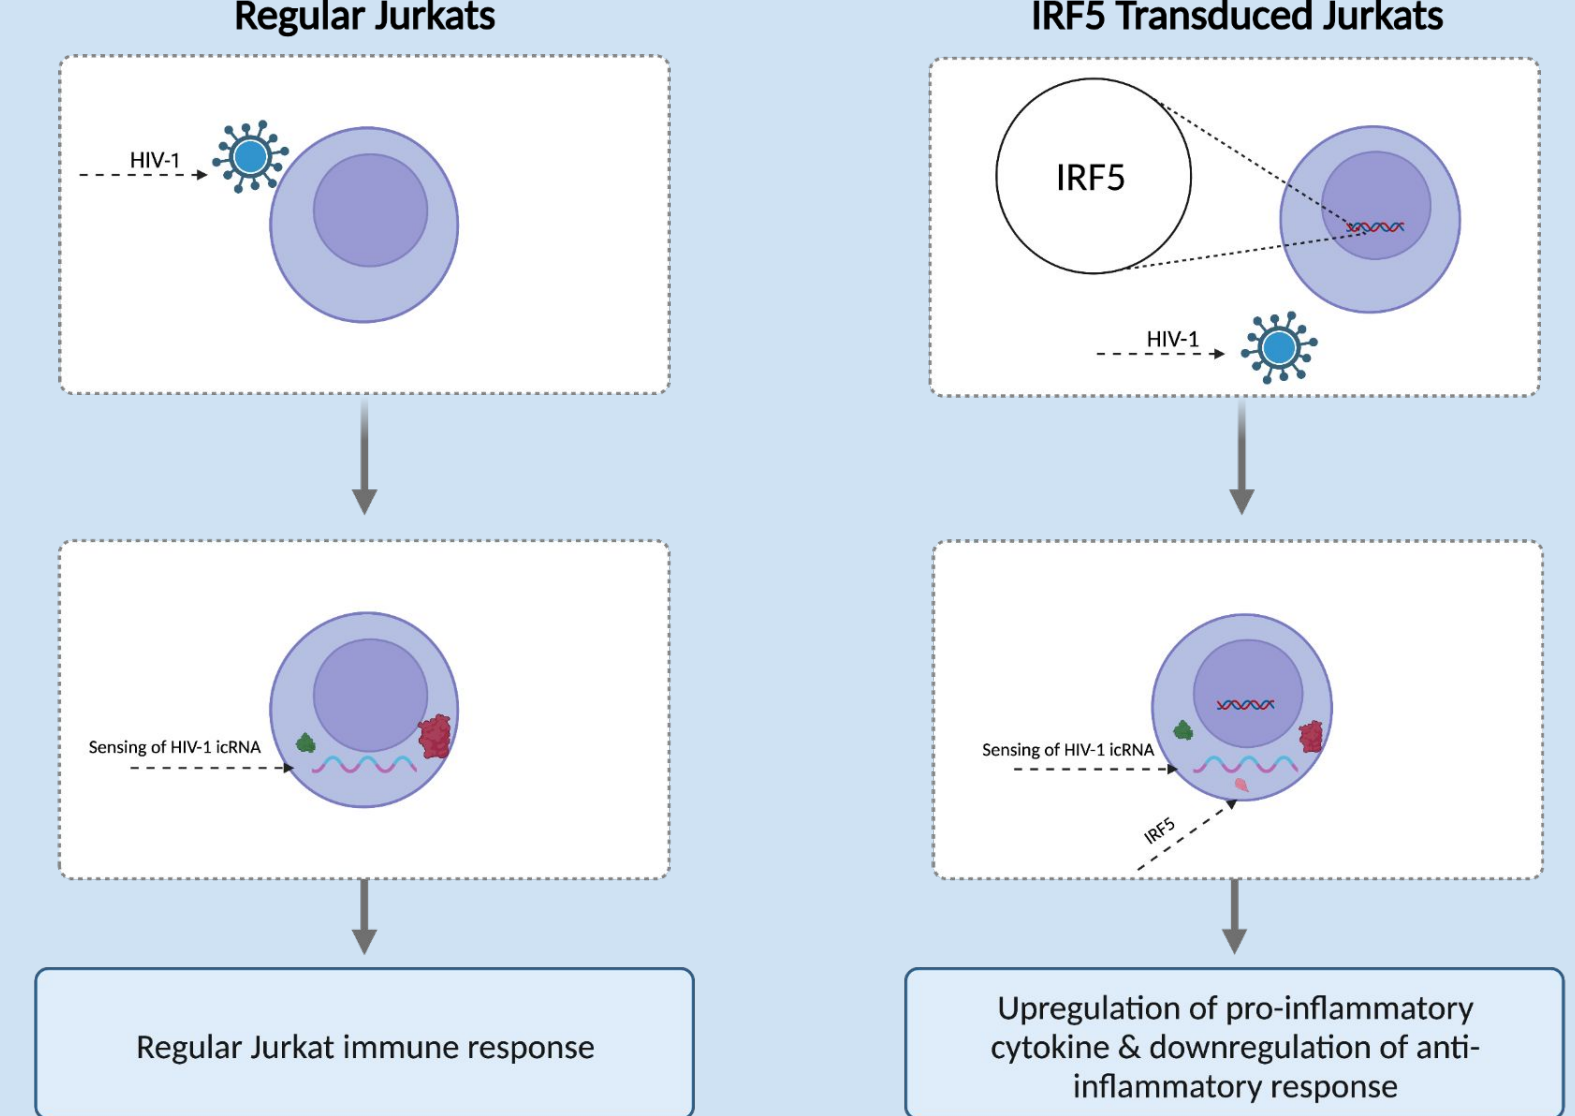 Regular Jurkats
HIV-1
Sensing of HIV-1 icRNA
Regular Jurkat immune response
IRF5 Transduced Jurkats
IRF5
HIV-1
Sensing of HIV-1 icRNA
IRF5
Upregulation of pro-inflammatory
cytokine & downregulation of anti-
inflammatory response